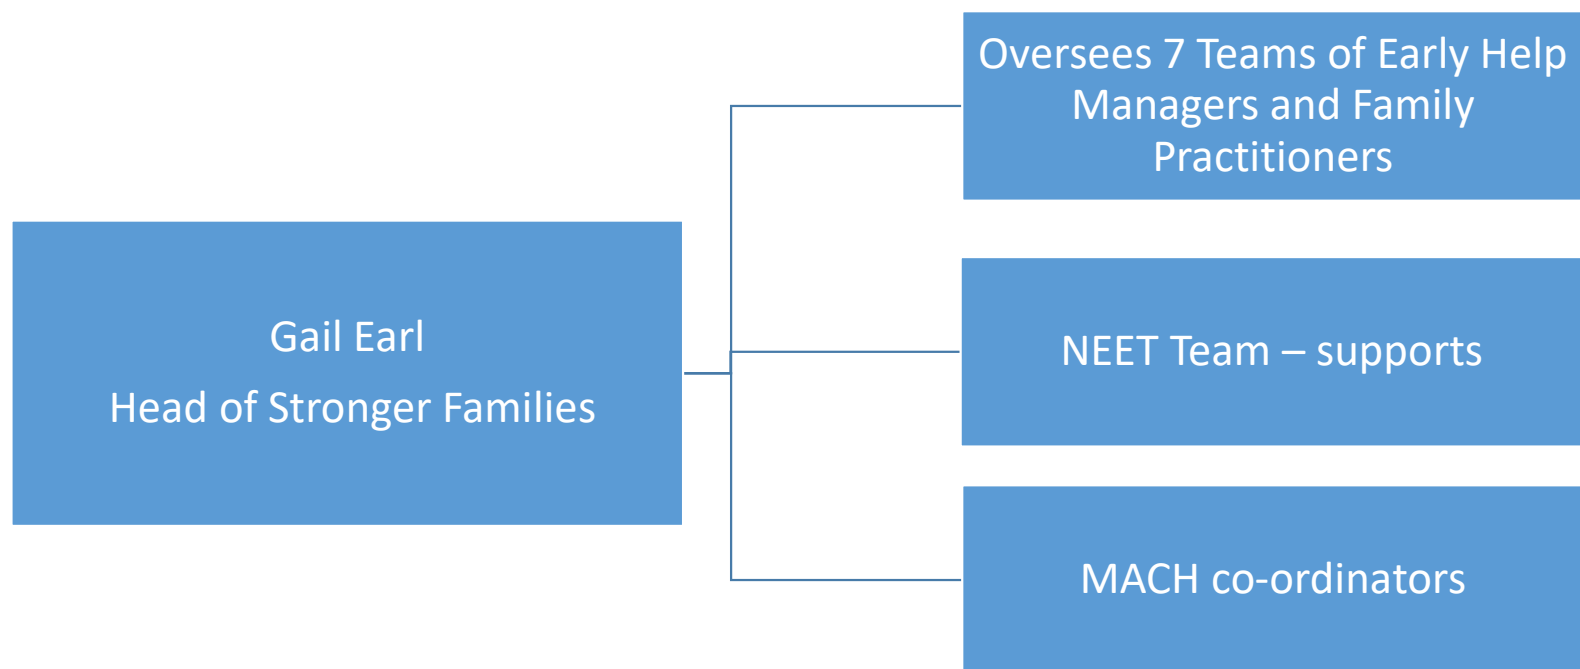 Gail Earl
Head of Stronger Families
Oversees 7 Teams of Early Help
Managers and Family
Practitioners
NEET Team – supports
MACH co-ordinators